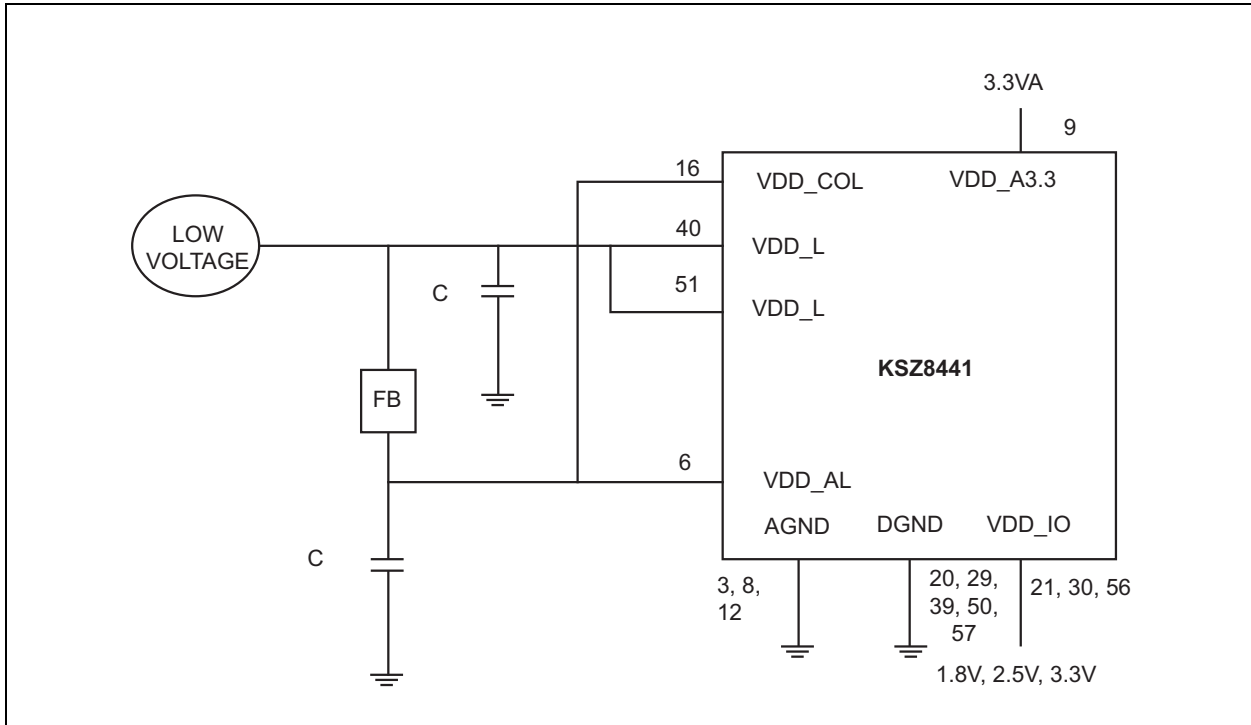 3.3VA
9
16
VDD_COL
VDD_A3.3
LOW
VOLTAGE
40
VDD_L
C
51
VDD_L
KSZ8441
FB
6
VDD_AL
AGND
DGND
VDD_IO
C
3, 8,
12
20, 29,
39, 50,
57
21, 30, 56
1.8V, 2.5V, 3.3V